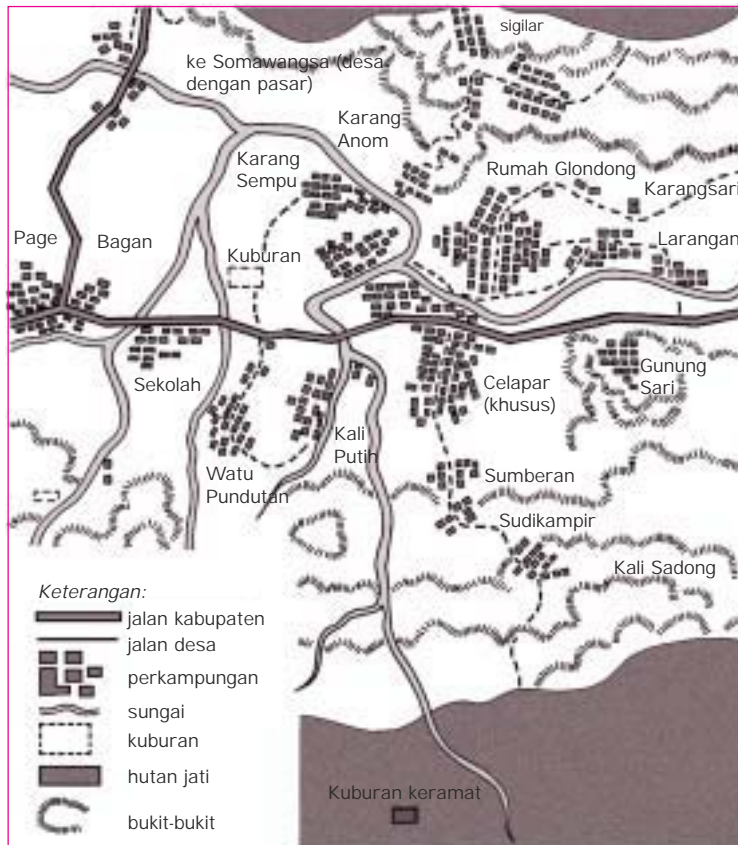 sigilar
ke Somawangsa (desa
dengan pasar)
Karang
Anom
Karang
Sempu
Rumah Glondong
Karangsari
Page
Bagan
Kuburan
Larangan
Sekolah
Celapar
(khusus)
Gunung
Sari
Kali
Putih
Watu
Pundutan
Sumberan
Sudikampir
Kali Sadong
Keterangan:
jalan kabupaten
jalan desa
perkampungan
sungai
kuburan
hutan jati
bukit-bukit
Kuburan keramat